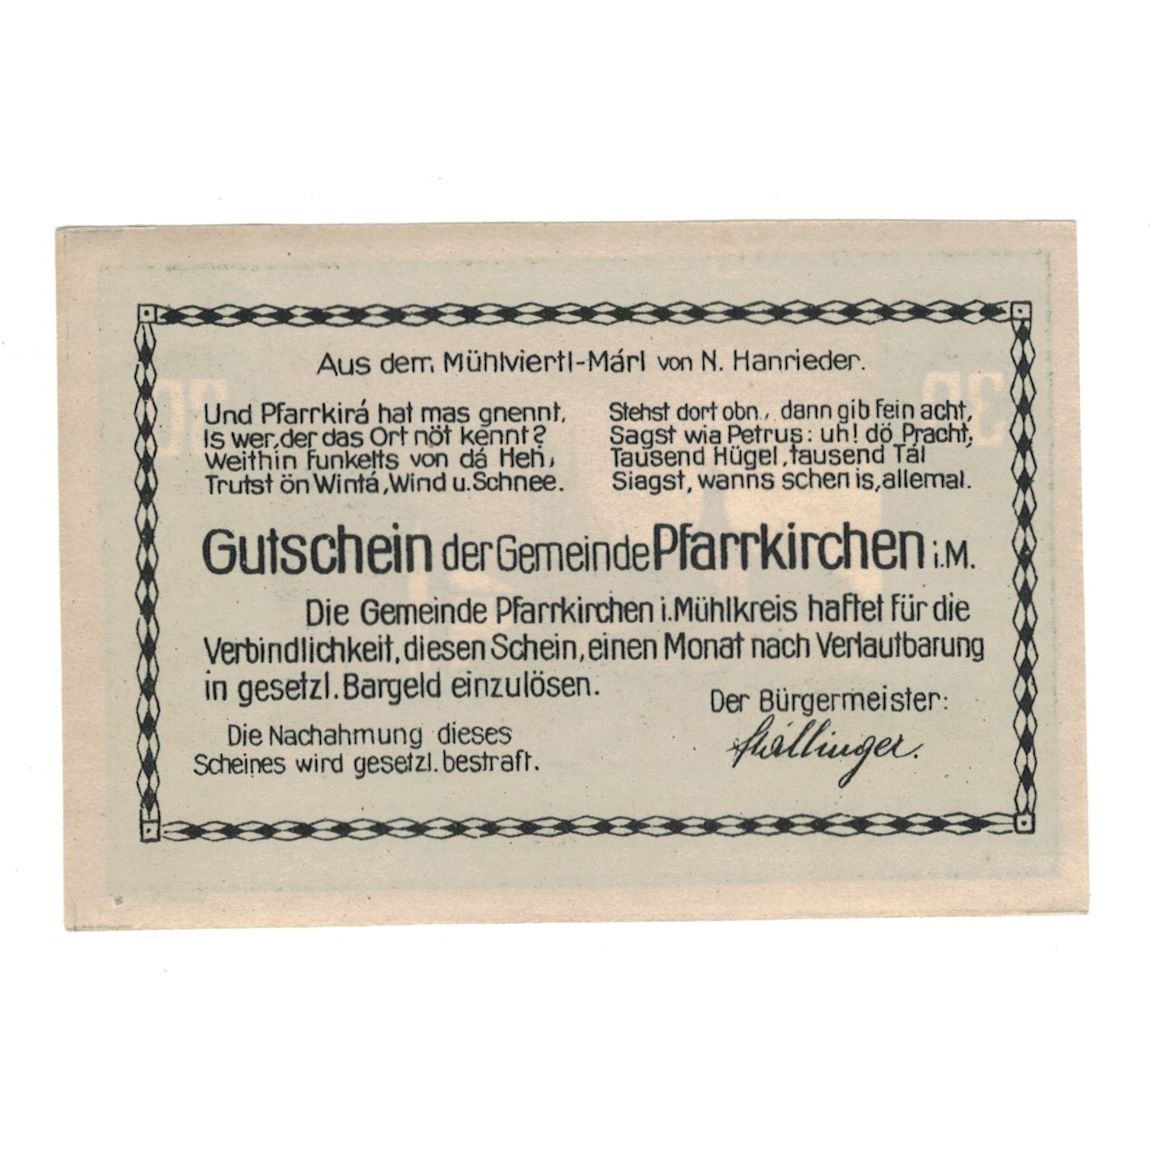 Aus dem Mühlviertl-Márl von N. Hanrieder.
Und Pfarrkirá hat mas gnennt,
Is wer, der das Ort nöt kennt?
Weithin funkelts von dá Heh,
Trutst ön Wintá, Wind u. Schnee.
Stehst dort obn, dann gib fein acht,
Sagst wia Petrus: uh! dö Pracht,
Tausend Hügel, tausend Tál
Siagst, wanns schen is, allemal.
Gutschein der Gemeinde Pfarrkirchen i.M.
Die Gemeinde Pfarrkirchen i. Mühlkreis haftet für die
Verbindlichkeit, diesen Schein, einen Monat nach Verlautbarung
in gesetzl. Bargeld einzulösen.
Der Bürgermeister:
Die Nachahmung dieses
Scheines wird gesetzl. bestraft.